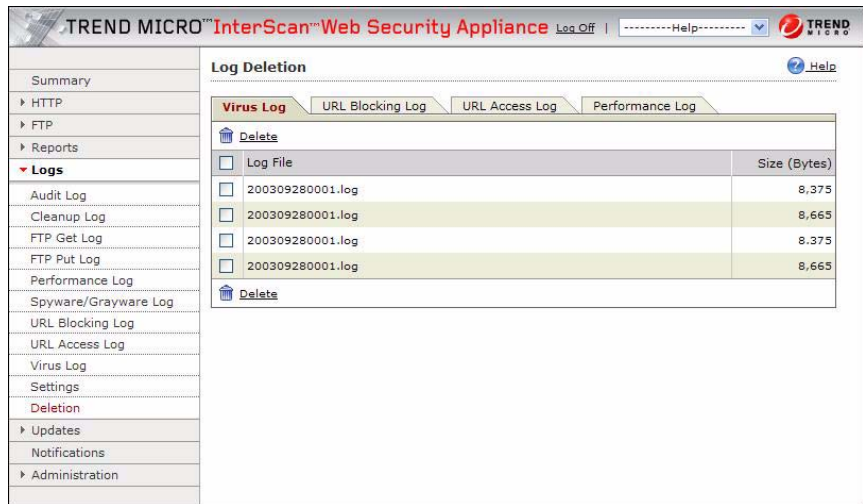 TREND MICRO™ InterScan™ Web Security Appliance Log Off | ---------Help--------- TREND MICRO
Log Deletion
Help
Summary
HTTP
FTP
Reports
Logs
Audit Log
Cleanup Log
FTP Get Log
FTP Put Log
Performance Log
Spyware/Grayware Log
URL Blocking Log
URL Access Log
Virus Log
Settings
Deletion
Updates
Notifications
Administration
Virus Log URL Blocking Log URL Access Log Performance Log
Delete
Log File Size (Bytes)
200309280001.log 8,375
200309280001.log 8,665
200309280001.log 8.375
200309280001.log 8,665
Delete